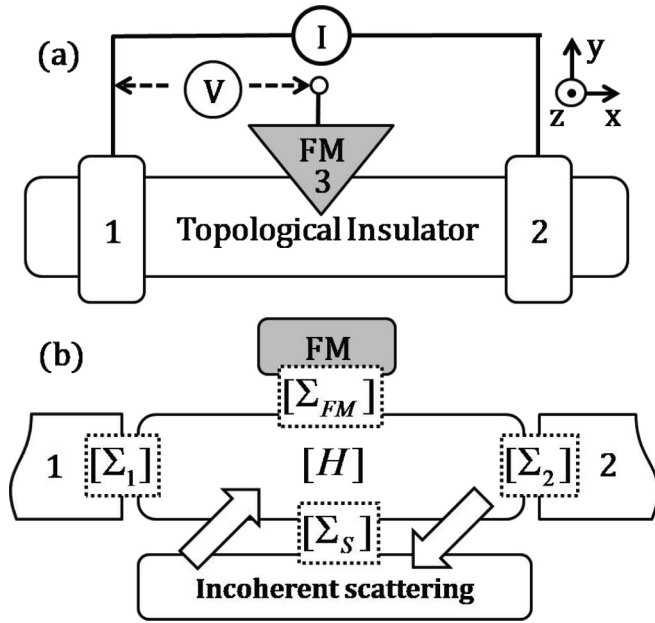 (a)
I
V
y
z
x
FM
3
1
Topological Insulator
2
(b)
FM
[Σ_FM]
1
[Σ_1]
[H]
[Σ_2]
2
[Σ_S]
Incoherent scattering